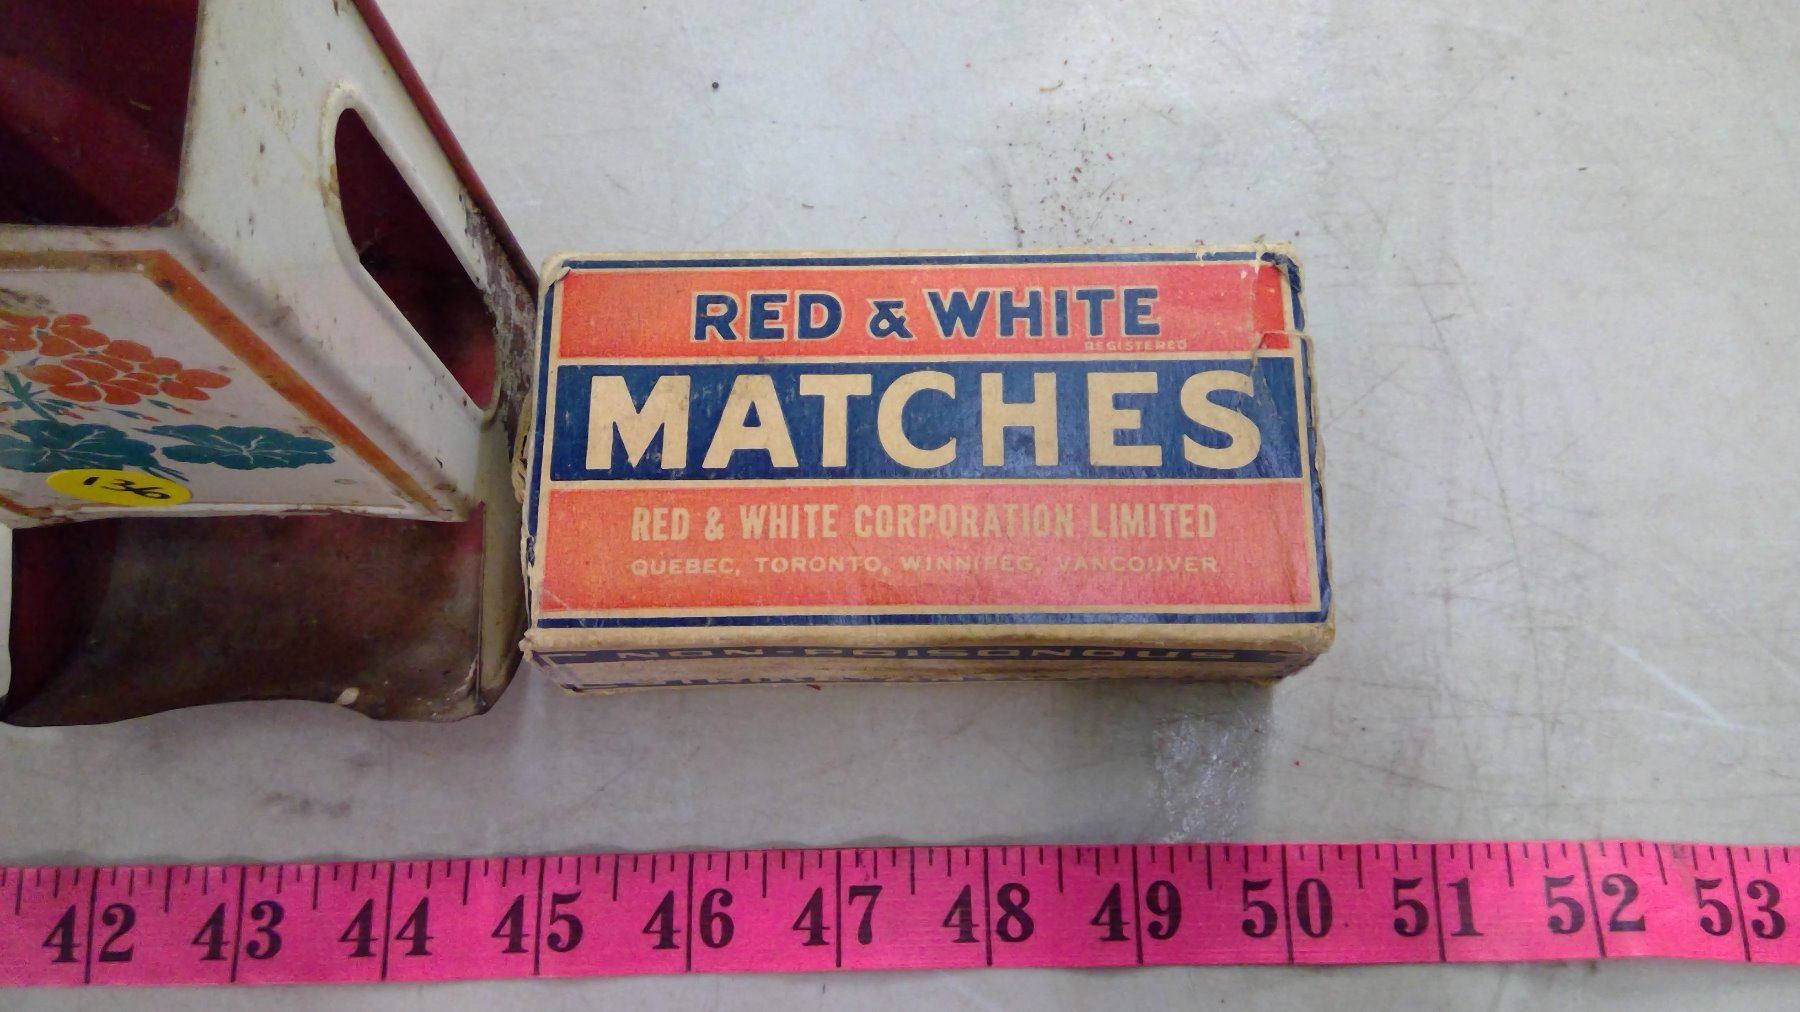 RED & WHITE
REGISTERED
MATCHES
RED & WHITE CORPORATION LIMITED
QUEBEC, TORONTO, WINNIPEG, VANCOUVER
NON-POISONOUS
136
42 43 44 45 46 47 48 49 50 51 52 53